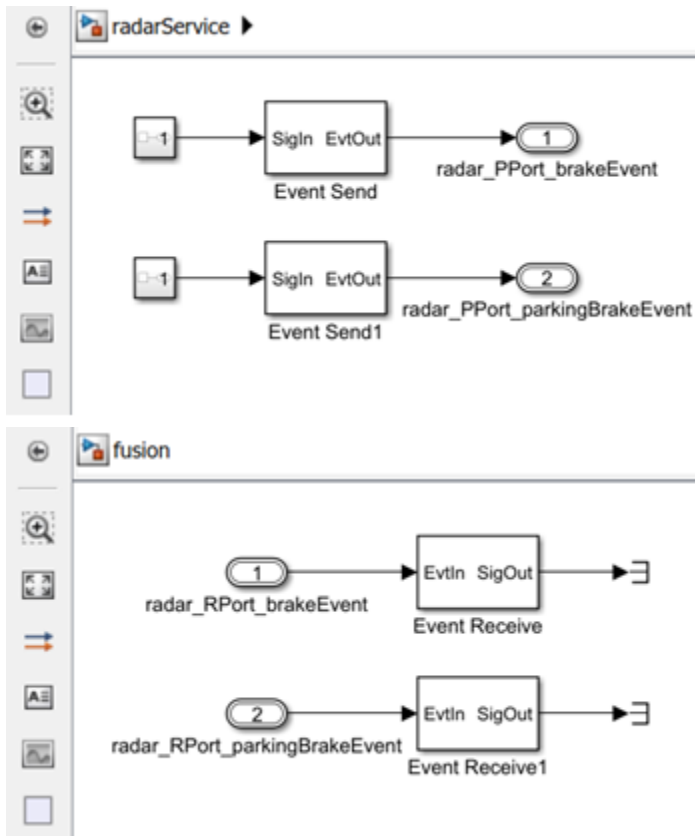 radarService
1
SigIn EvtOut
1
radar_PPort_brakeEvent
Event Send
1
SigIn EvtOut
2
radar_PPort_parkingBrakeEvent
Event Send1
fusion
1
EvtIn SigOut
radar_RPort_brakeEvent
Event Receive
2
EvtIn SigOut
radar_RPort_parkingBrakeEvent
Event Receive1